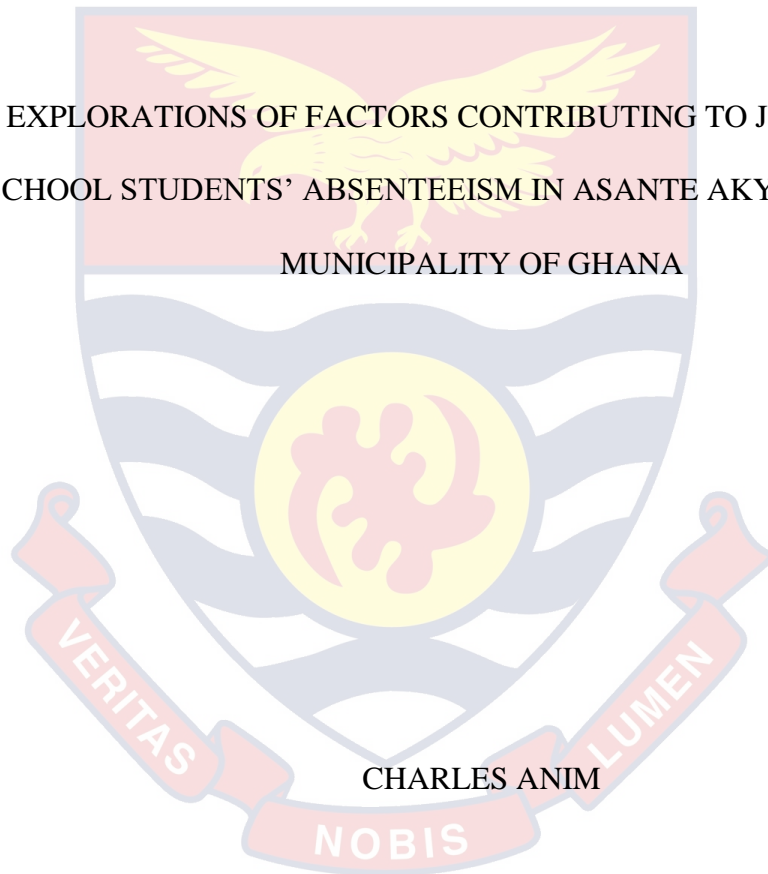 EXPLORATIONS OF FACTORS CONTRIBUTING TO J
CHOOL STUDENTS’ ABSENTEEISM IN ASANTE AKY
MUNICIPALITY OF GHANA
CHARLES ANIM
VERITAS
NOBIS
LUMEN